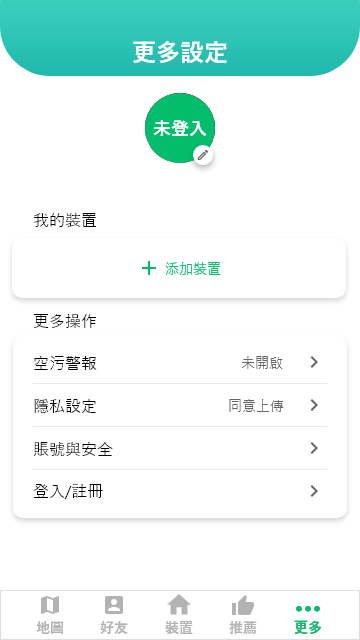 更多設定
未登入
我的裝置
添加裝置
更多操作
空污警報 未開啟
隱私設定 同意上傳
賬號與安全
登入/註冊
地圖 好友 裝置 推薦 更多